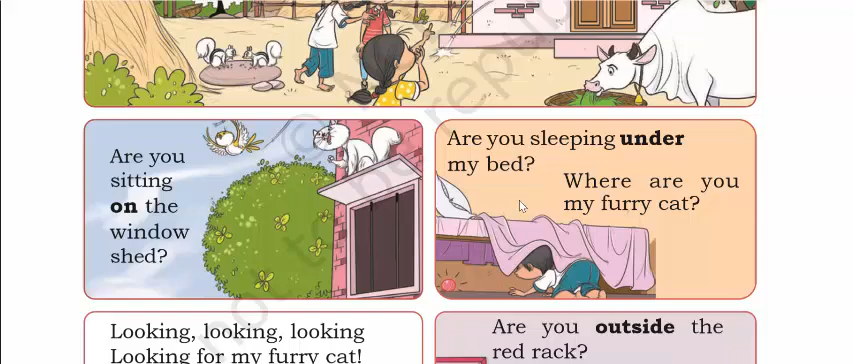 Are you
sitting
on the
window
shed?
Are you sleeping under
my bed?
Where are you
my furry cat?
Looking, looking, looking
Looking for my furry cat!
Are you outside the
red rack?